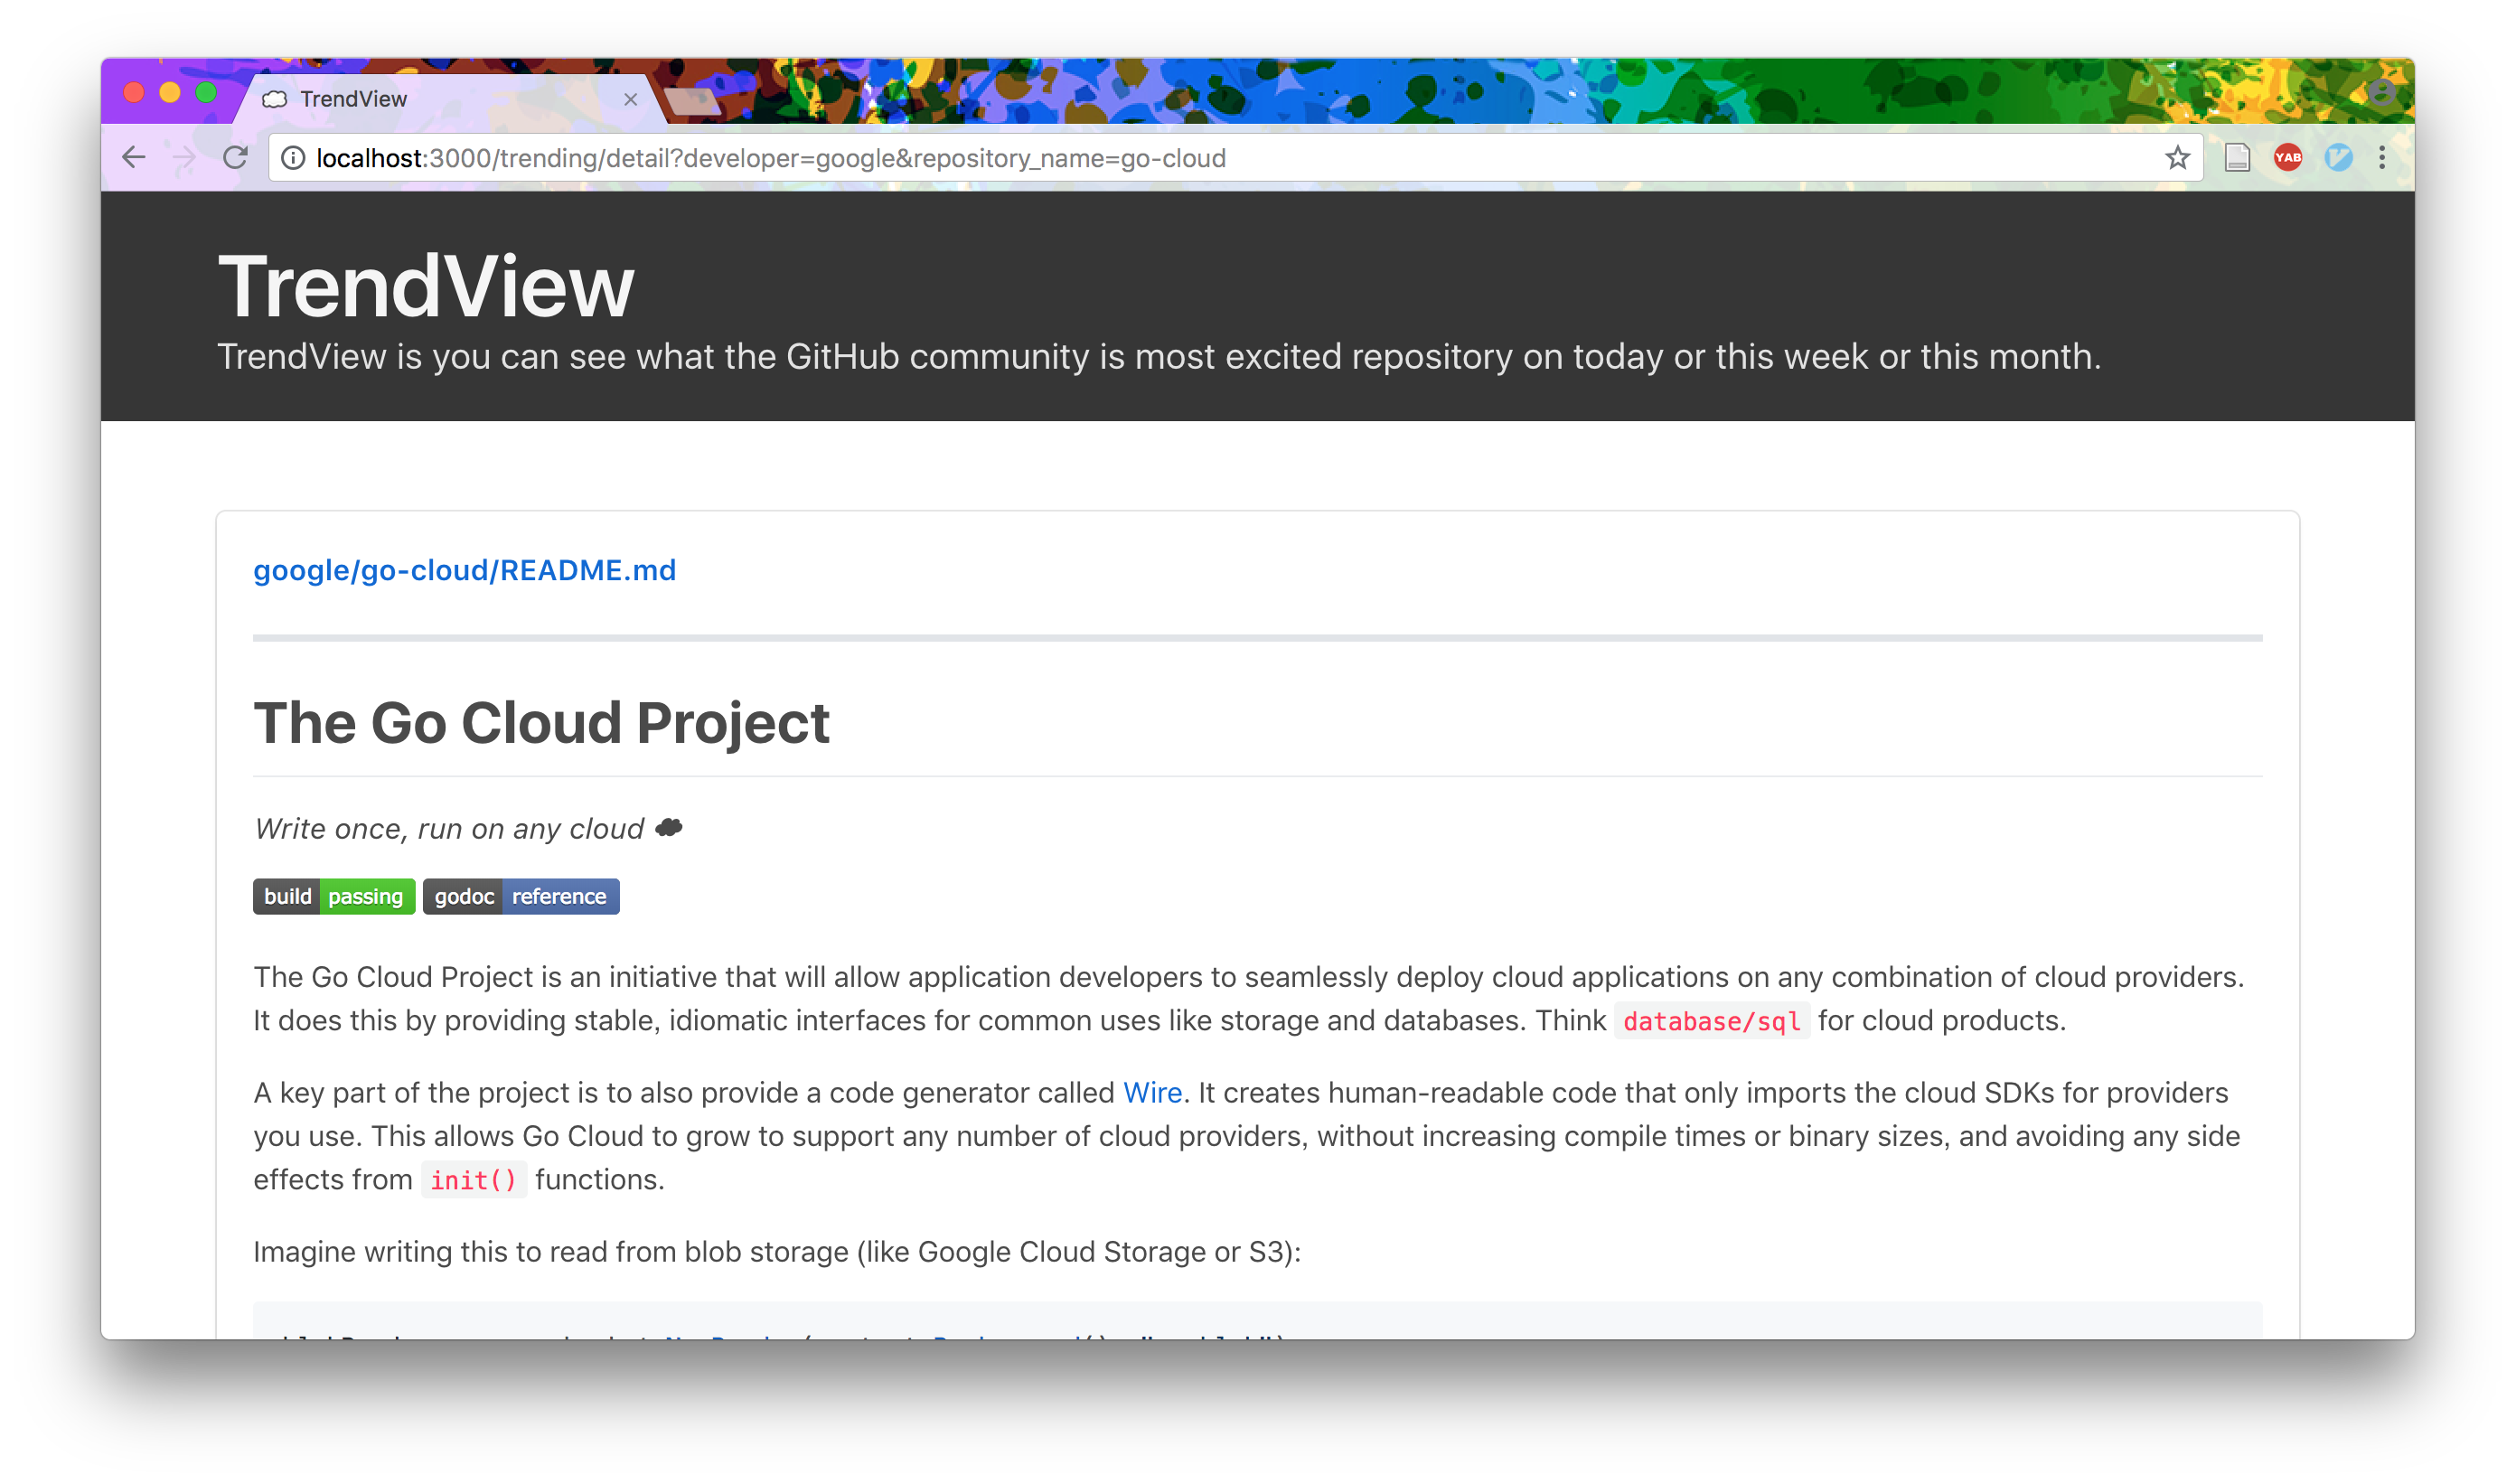 TrendView
localhost:3000/trending/detail?developer=google&repository_name=go-cloud
YAB
TrendView
TrendView is you can see what the GitHub community is most excited repository on today or this week or this month.
google/go-cloud/README.md
The Go Cloud Project
Write once, run on any cloud
build passing godoc reference
The Go Cloud Project is an initiative that will allow application developers to seamlessly deploy cloud applications on any combination of cloud providers.
It does this by providing stable, idiomatic interfaces for common uses like storage and databases. Think database/sql for cloud products.
A key part of the project is to also provide a code generator called Wire. It creates human-readable code that only imports the cloud SDKs for providers
you use. This allows Go Cloud to grow to support any number of cloud providers, without increasing compile times or binary sizes, and avoiding any side
effects from init() functions.
Imagine writing this to read from blob storage (like Google Cloud Storage or S3):